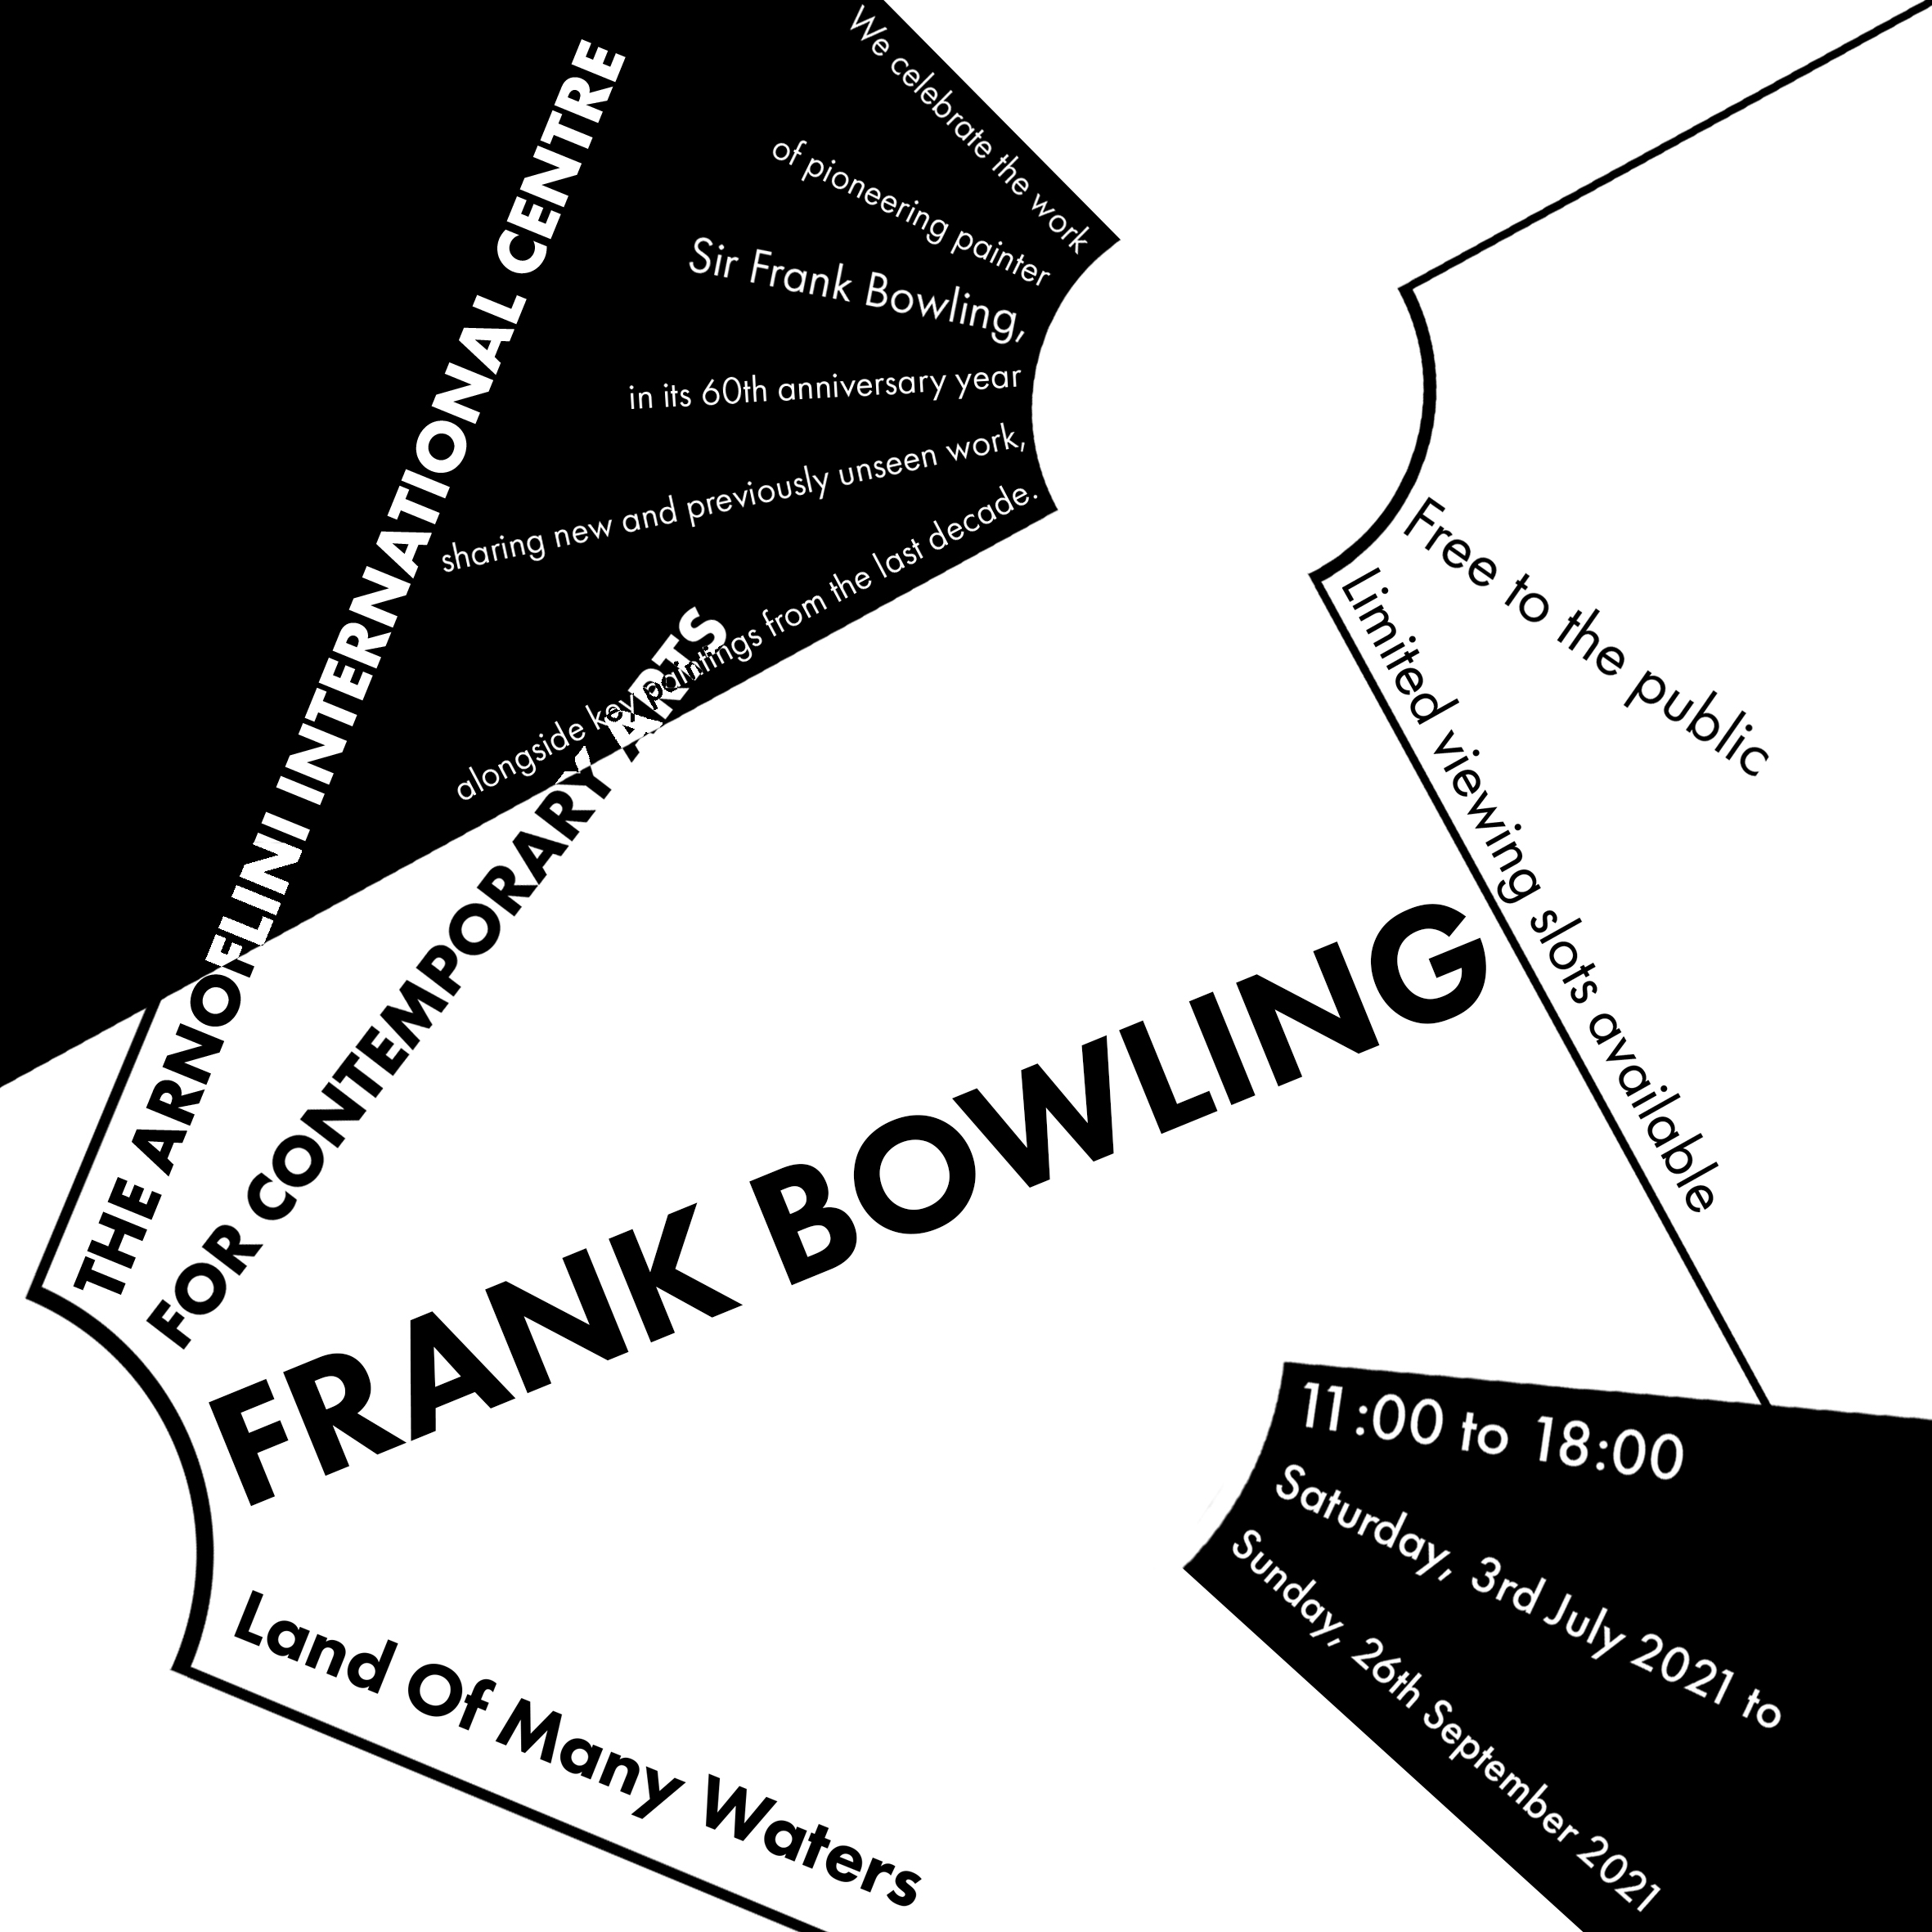 THE ARNOFLINI INTERNATIONAL CENTRE
FOR CONTEMPORARY ARTS
We celebrate the work
of pioneering painter
Sir Frank Bowling,
in its 60th anniversary year
sharing new and previously unseen work,
alongside key paintings from the last decade.
Free to the public
Limited viewing slots available
FRANK BOWLING
Land Of Many Waters
11:00 to 18:00
Saturday, 3rd July 2021 to
Sunday, 26th September 2021